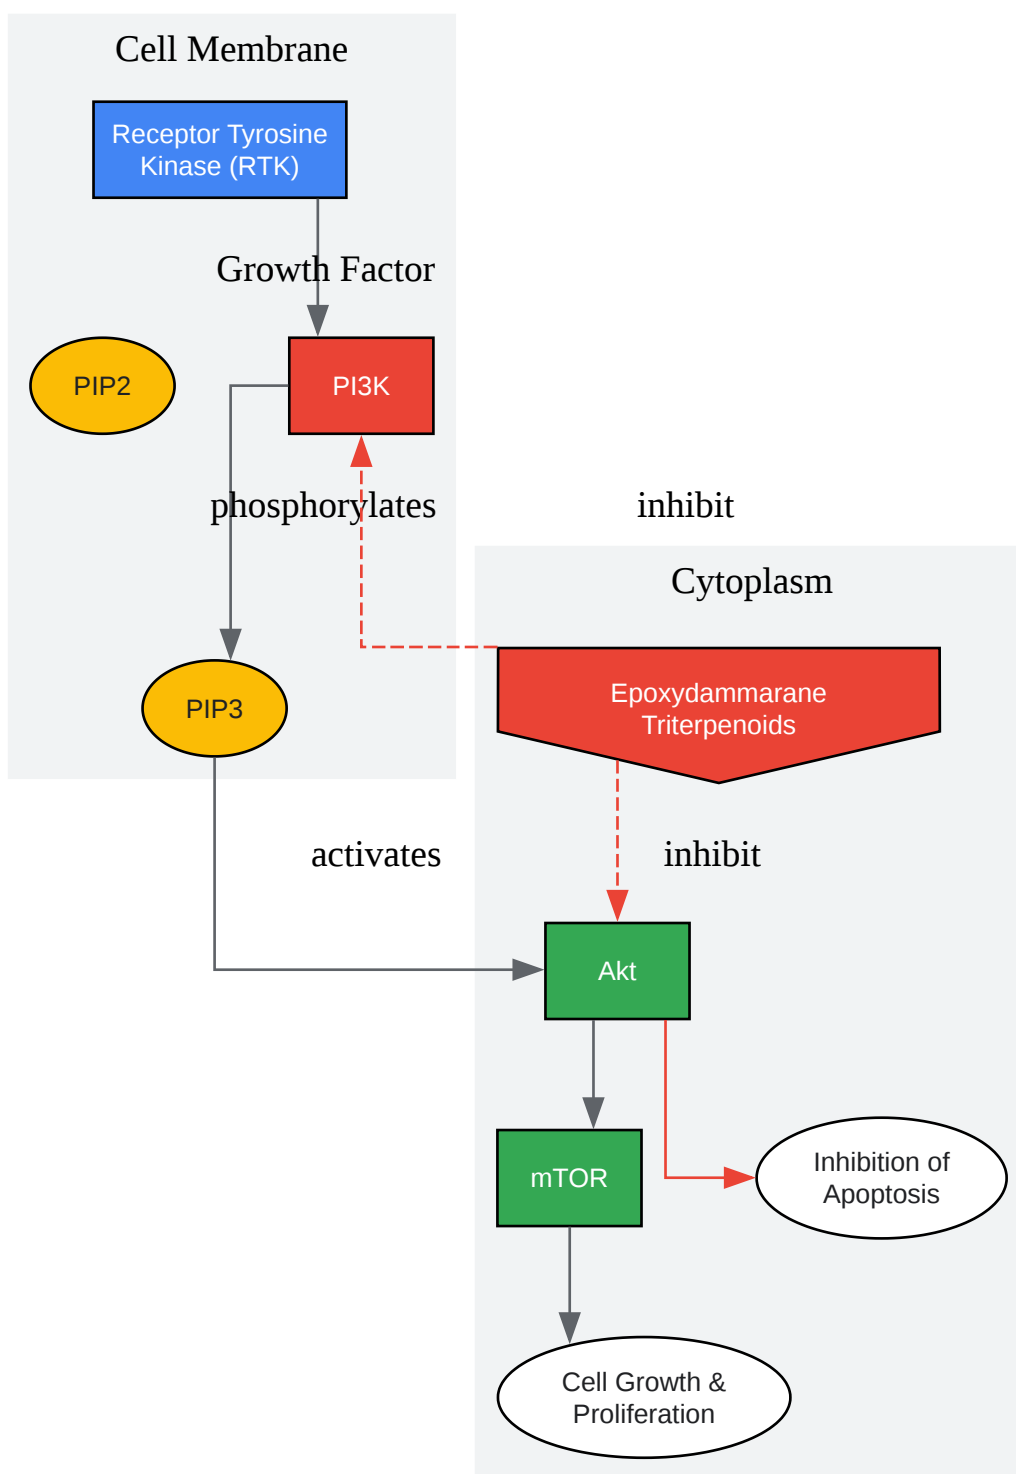 Cell Membrane
Receptor Tyrosine
Kinase (RTK)
Growth Factor
PIP2
PI3K
phosphorylates
inhibit
Cytoplasm
Epoxydammarane
Triterpenoids
PIP3
activates
inhibit
Akt
mTOR
Inhibition of
Apoptosis
Cell Growth &
Proliferation